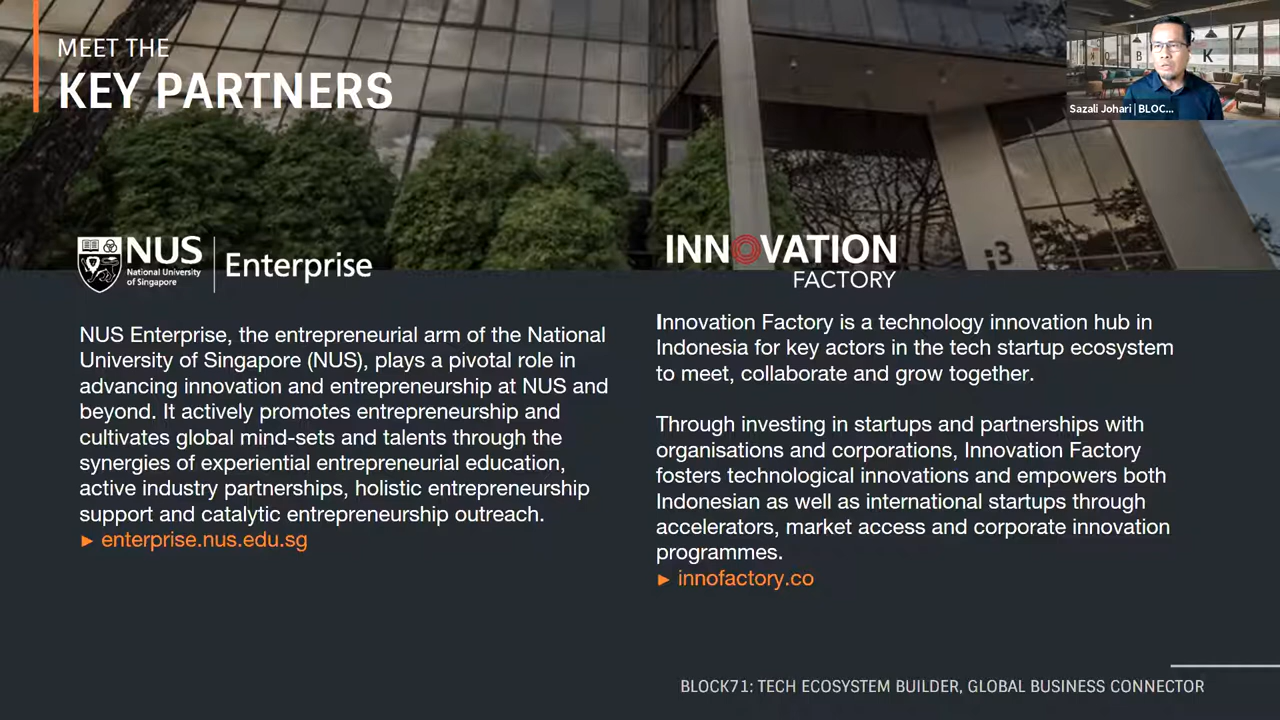 MEET THE
KEY PARTNERS
Sazali Johari | BLOC...
7
B
K
NUS
National University
of Singapore
Enterprise
NUS Enterprise, the entrepreneurial arm of the National
University of Singapore (NUS), plays a pivotal role in
advancing innovation and entrepreneurship at NUS and
beyond. It actively promotes entrepreneurship and
cultivates global mind-sets and talents through the
synergies of experiential entrepreneurial education,
active industry partnerships, holistic entrepreneurship
support and catalytic entrepreneurship outreach.
► enterprise.nus.edu.sg
INNOVATION
FACTORY
Innovation Factory is a technology innovation hub in
Indonesia for key actors in the tech startup ecosystem
to meet, collaborate and grow together.
Through investing in startups and partnerships with
organisations and corporations, Innovation Factory
fosters technological innovations and empowers both
Indonesian as well as international startups through
accelerators, market access and corporate innovation
programmes.
► innofactory.co
BLOCK71: TECH ECOSYSTEM BUILDER, GLOBAL BUSINESS CONNECTOR